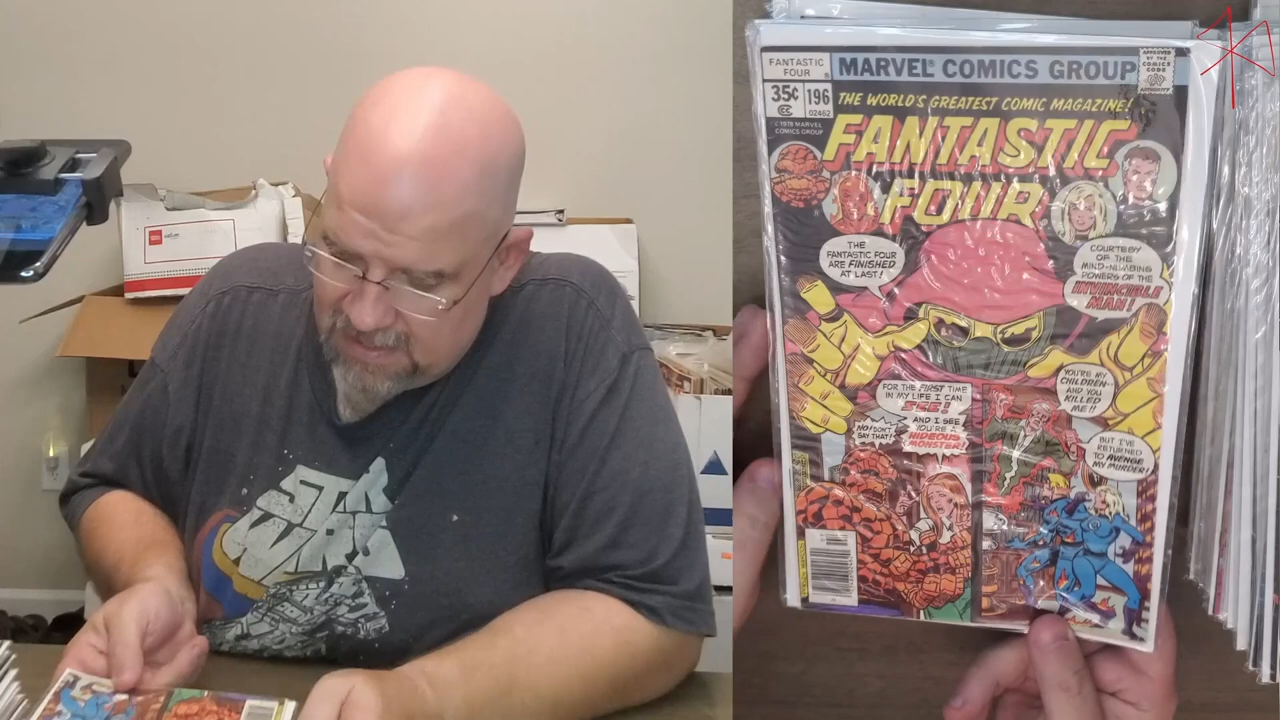 STAR
WARS
FANTASTIC
FOUR
MARVEL® COMICS GROUP
APPROVED
BY THE
COMICS
CODE
AUTHORITY
35¢
CC
196
02462
© 1978 MARVEL
COMICS GROUP
THE WORLD'S GREATEST COMIC MAGAZINE!
FANTASTIC
FOUR
THE
FANTASTIC FOUR
ARE FINISHED
AT LAST!
COURTESY
OF THE
MIND-NUMBING
POWERS OF THE
INVINCIBLE
MAN!
FOR THE FIRST TIME
IN MY LIFE I CAN
SEE!
NO! DON'T
SAY THAT!
AND I SEE
YOU'RE A
HIDEOUS
MONSTER!
YOU'RE MY
CHILDREN--
AND YOU
KILLED
ME!!
BUT I'VE
RETURNED
TO AVENGE
MY MURDER!